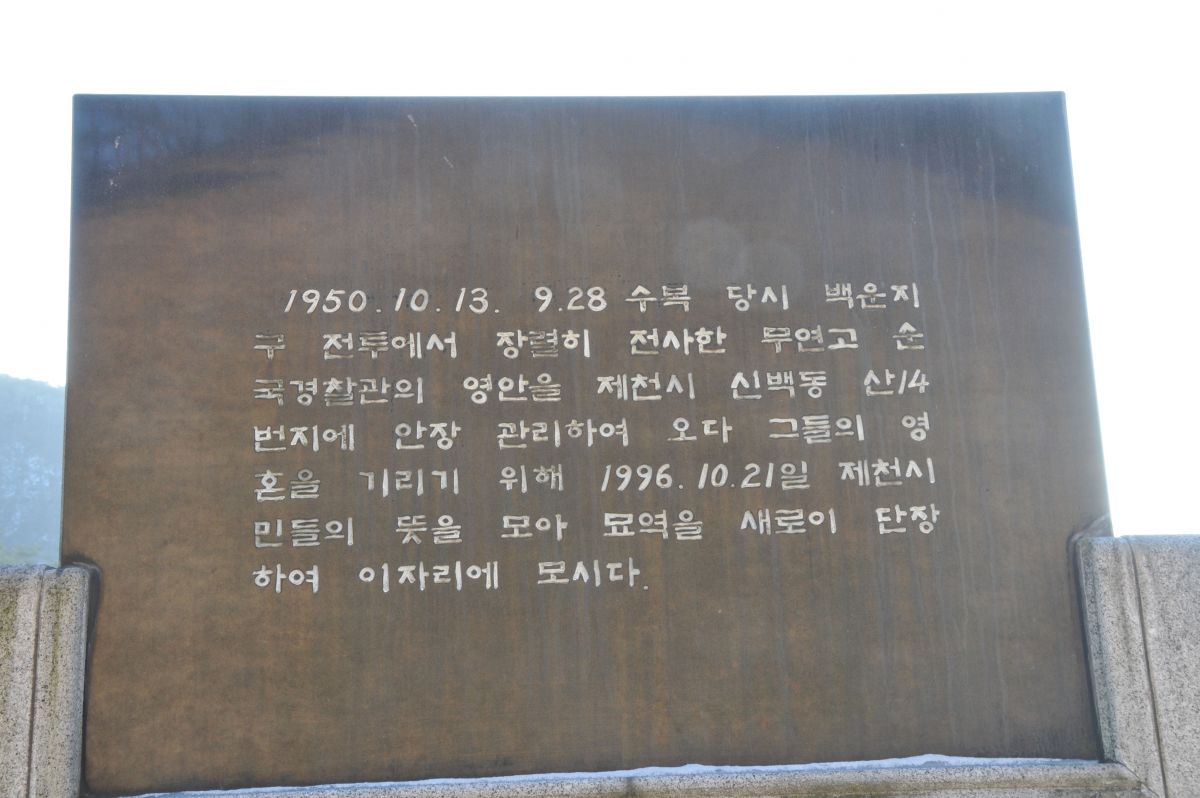 1950.10.13. 9.28 수복 당시 백운지
구 전투에서 장렬히 전사한 무연고 순
국경찰관의 영안을 제천시 신백동 산14
번지에 안장 관리하여 오다 그들의 영
혼을 기리기 위해 1996.10.21일 제천시
민들의 뜻을 모아 묘역을 새로이 단장
하여 이자리에 모시다.